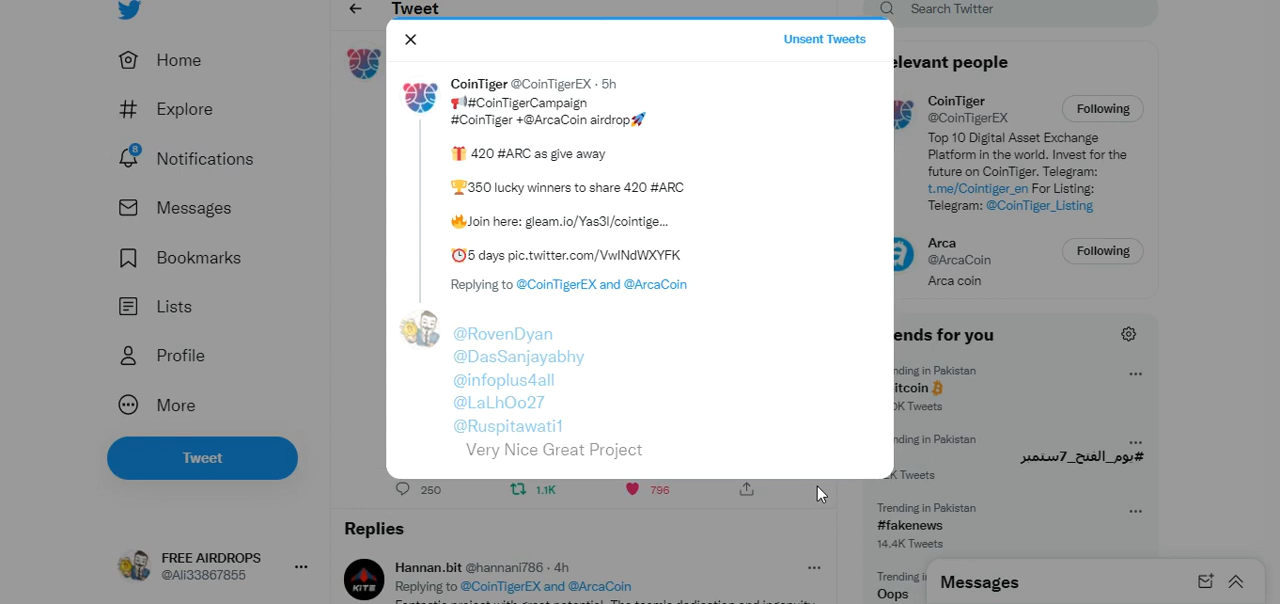 Tweet
Search Twitter
Home
Explore
8
Notifications
Messages
Bookmarks
Lists
Profile
More
Tweet
FREE AIRDROPS
@Ali33867855
Unsent Tweets
CoinTiger @CoinTigerEX · 5h
📢#CoinTigerCampaign
#CoinTiger +@ArcaCoin airdrop🚀
🎁 420 #ARC as give away
🏆350 lucky winners to share 420 #ARC
🔥Join here: gleam.io/Yas3l/cointige...
⏰5 days pic.twitter.com/VwINdWXYFK
Replying to @CoinTigerEX and @ArcaCoin
@RovenDyan
@DasSanjayabhy
@infoplus4all
@LaLhOo27
@Ruspitawati1
Very Nice Great Project
250 1.1K 796
Replies
Hannan.bit @hannani786 · 4h
Replying to @CoinTigerEX and @ArcaCoin
KITE
elevant people
CoinTiger
@CoinTigerEX
Following
Top 10 Digital Asset Exchange
Platform in the world. Invest for the
future on CoinTiger. Telegram:
t.me/Cointiger_en For Listing:
Telegram: @CoinTiger_Listing
Arca
@ArcaCoin
Following
Arca coin
ends for you
nding in Pakistan
itcoin
0K Tweets
nding in Pakistan
#یوم_الفتح_7ستمبر
K Tweets
Trending in Pakistan
#fakenews
14.4K Tweets
Trending i
Oops
Messages